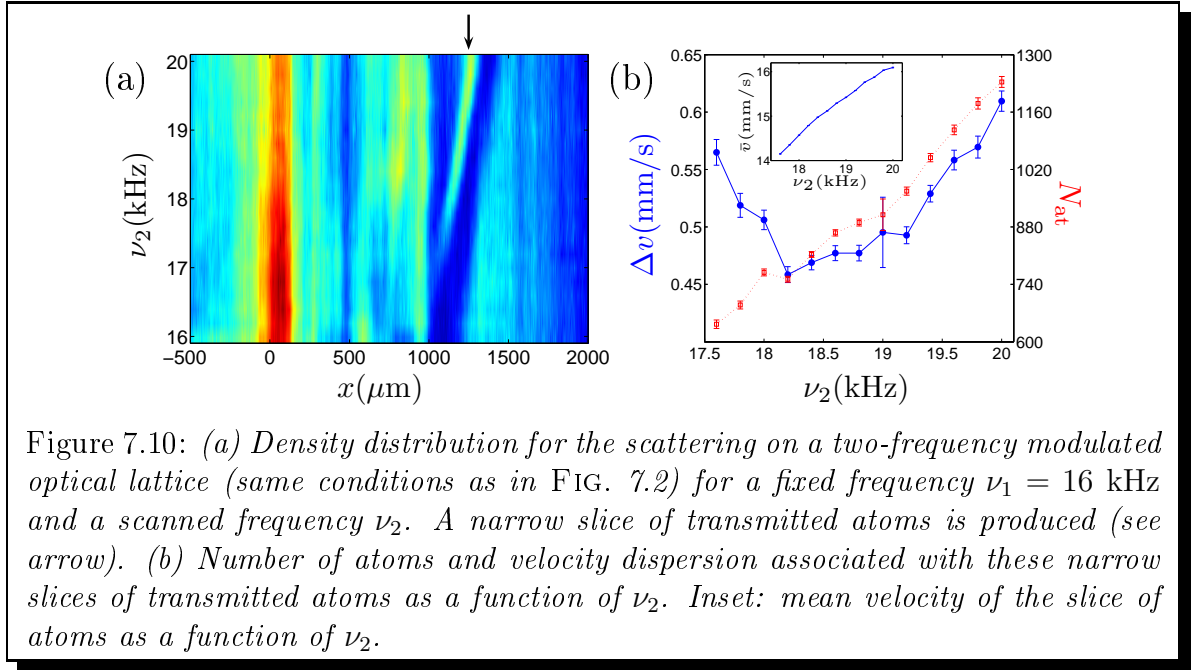 (a)
20
19
18
17
16
ν₂(kHz)
−500 0 500 1000 1500 2000
x(μm)
(b)
0.65
0.6
0.55
0.5
0.45
Δv(mm/s)
16
15
14
v̄(mm/s)
18 19 20
ν₂(kHz)
1300
1160
1020
880
740
600
N_at
17.5 18 18.5 19 19.5 20
ν₂(kHz)
Figure 7.10: (a) Density distribution for the scattering on a two-frequency modulated
optical lattice (same conditions as in FIG. 7.2) for a fixed frequency ν₁ = 16 kHz
and a scanned frequency ν₂. A narrow slice of transmitted atoms is produced (see
arrow). (b) Number of atoms and velocity dispersion associated with these narrow
slices of transmitted atoms as a function of ν₂. Inset: mean velocity of the slice of
atoms as a function of ν₂.